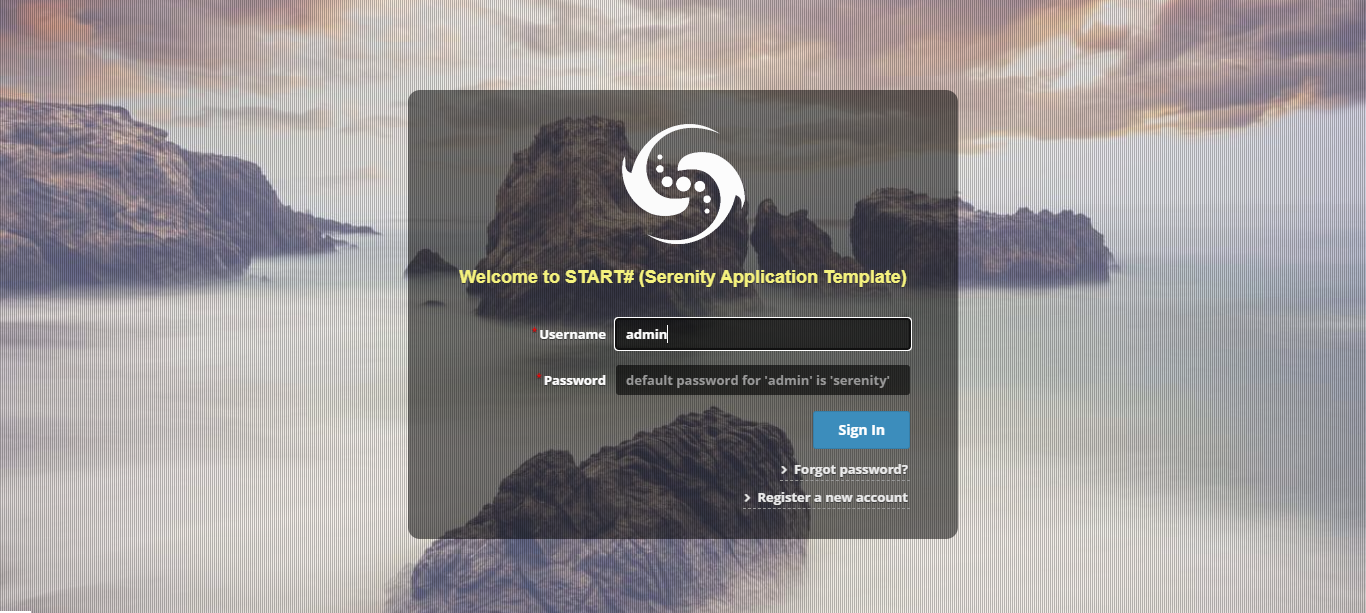 Welcome to START# (Serenity Application Template)
*Username admin
*Password default password for 'admin' is 'serenity'
Sign In
Forgot password?
Register a new account